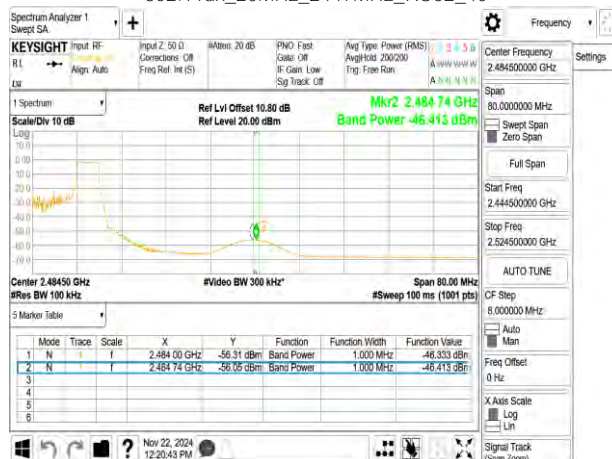 Spectrum Analyzer 1
Swept SA
+
Frequency
Settings
KEYSIGHT
Input: RF
Align: Auto
Input Z: 50 Ω
Corrections: Off
Freq Ref: Int (S)
#Atten: 20 dB
PNO: Fast
Gate: Off
IF Gain: Low
Sig Track: Off
Avg Type: Power (RMS)
Avg|Hold: 200/200
Trig: Free Run
1 Spectrum
Scale/Div 10 dB
Ref Lvl Offset 10.80 dB
Ref Level 20.00 dBm
Mkr2 2.484 74 GHz
Band Power -46.413 dBm
Log
10.0
0.00
Center 2.48450 GHz
#Res BW 100 kHz
#Video BW 300 kHz*
Span 80.00 MHz
#Sweep 100 ms (1001 pts)
5 Marker Table
Mode Trace Scale X Y Function Function Width Function Value
1 N 1 f 2.484 00 GHz -56.31 dBm Band Power 1.000 MHz -46.333 dBm
2 N 1 f 2.484 74 GHz -56.05 dBm Band Power 1.000 MHz -46.413 dBm
3
4
5
6
Nov 22, 2024
12:20:43 PM
Center Frequency
2.484500000 GHz
Span
80.0000000 MHz
Swept Span
Zero Span
Full Span
Start Freq
2.444500000 GHz
Stop Freq
2.524500000 GHz
AUTO TUNE
CF Step
8.000000 MHz
Auto
Man
Freq Offset
0 Hz
X Axis Scale
Log
Lin
Signal Track
(Span Zoom)